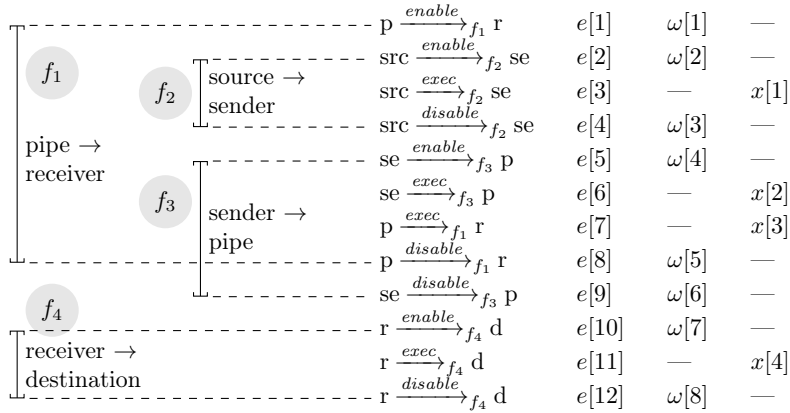 p enable→f1 r e[1] ω[1] —
f1
src enable→f2 se e[2] ω[2] —
f2
source →
sender
src exec→f2 se e[3] — x[1]
src disable→f2 se e[4] ω[3] —
pipe →
receiver
se enable→f3 p e[5] ω[4] —
f3
sender →
pipe
se exec→f3 p e[6] — x[2]
p exec→f1 r e[7] — x[3]
p disable→f1 r e[8] ω[5] —
se disable→f3 p e[9] ω[6] —
f4
r enable→f4 d e[10] ω[7] —
receiver →
destination
r exec→f4 d e[11] — x[4]
r disable→f4 d e[12] ω[8] —